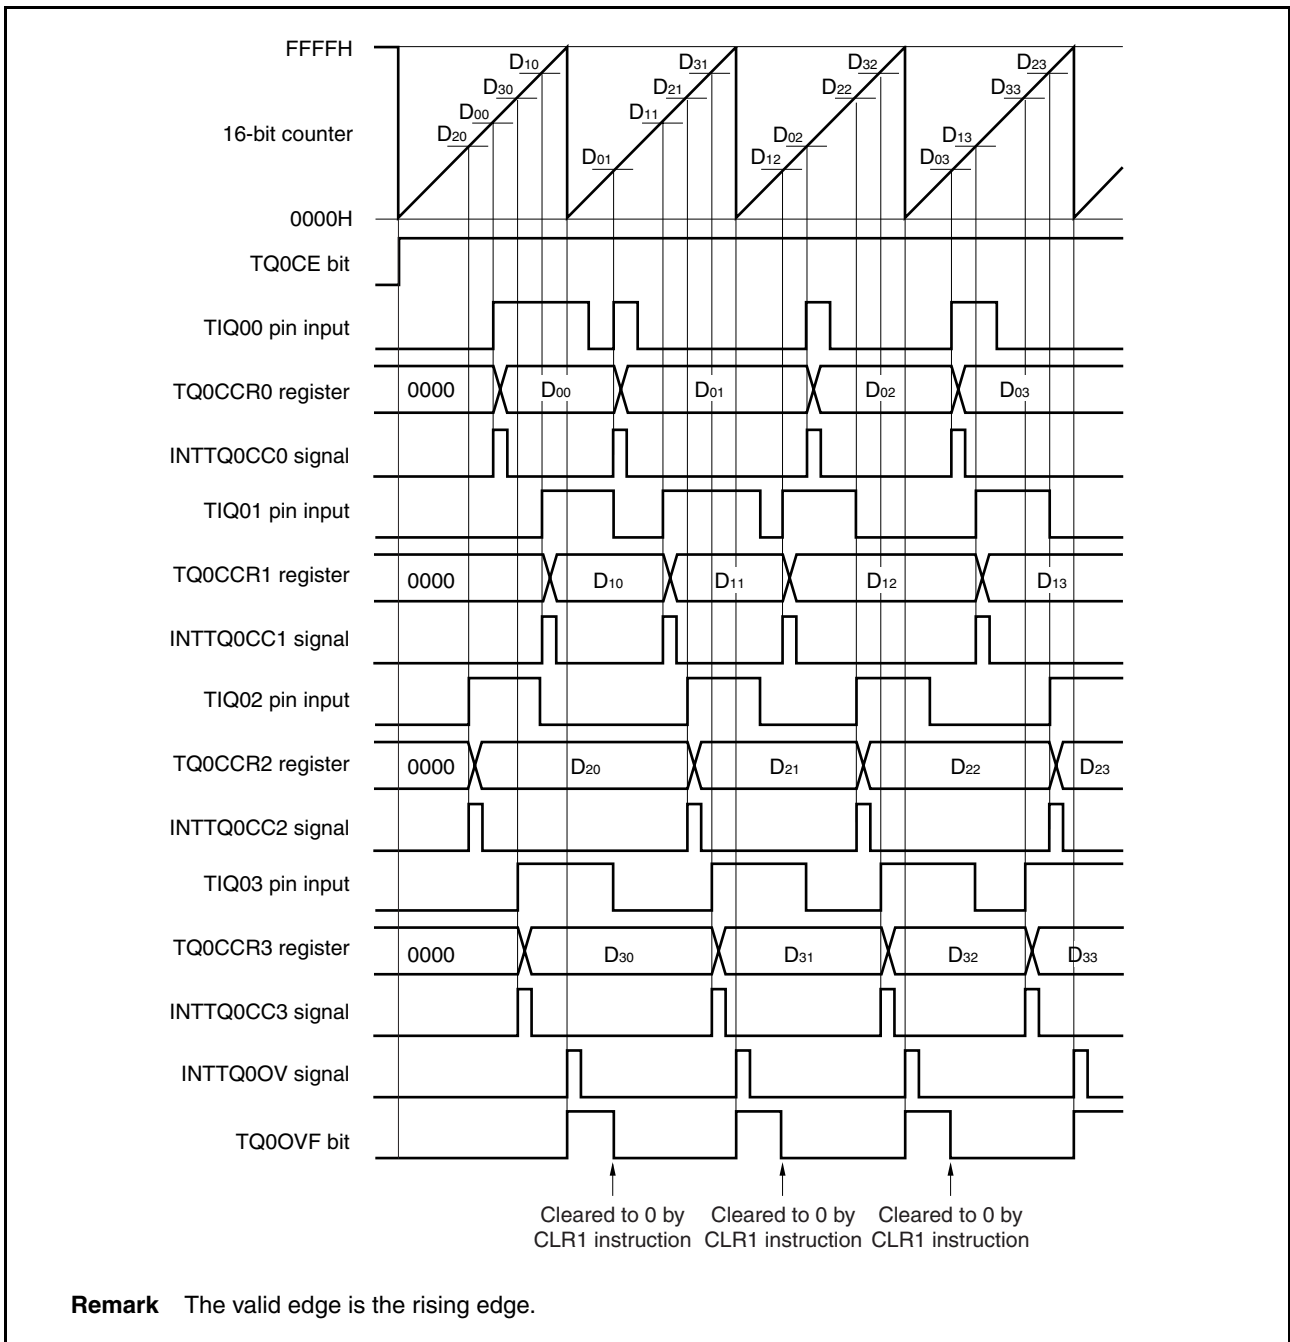 FFFFH
D10 D31 D32 D23
D30 D21 D22 D33
D00 D11
16-bit counter
D20 D02 D13
D01 D12 D03
0000H
TQ0CE bit
TIQ00 pin input
TQ0CCR0 register 0000 D00 D01 D02 D03
INTTQ0CC0 signal
TIQ01 pin input
TQ0CCR1 register 0000 D10 D11 D12 D13
INTTQ0CC1 signal
TIQ02 pin input
TQ0CCR2 register 0000 D20 D21 D22 D23
INTTQ0CC2 signal
TIQ03 pin input
TQ0CCR3 register 0000 D30 D31 D32 D33
INTTQ0CC3 signal
INTTQ0OV signal
TQ0OVF bit
Cleared to 0 by
CLR1 instruction
Cleared to 0 by
CLR1 instruction
Cleared to 0 by
CLR1 instruction
Remark The valid edge is the rising edge.